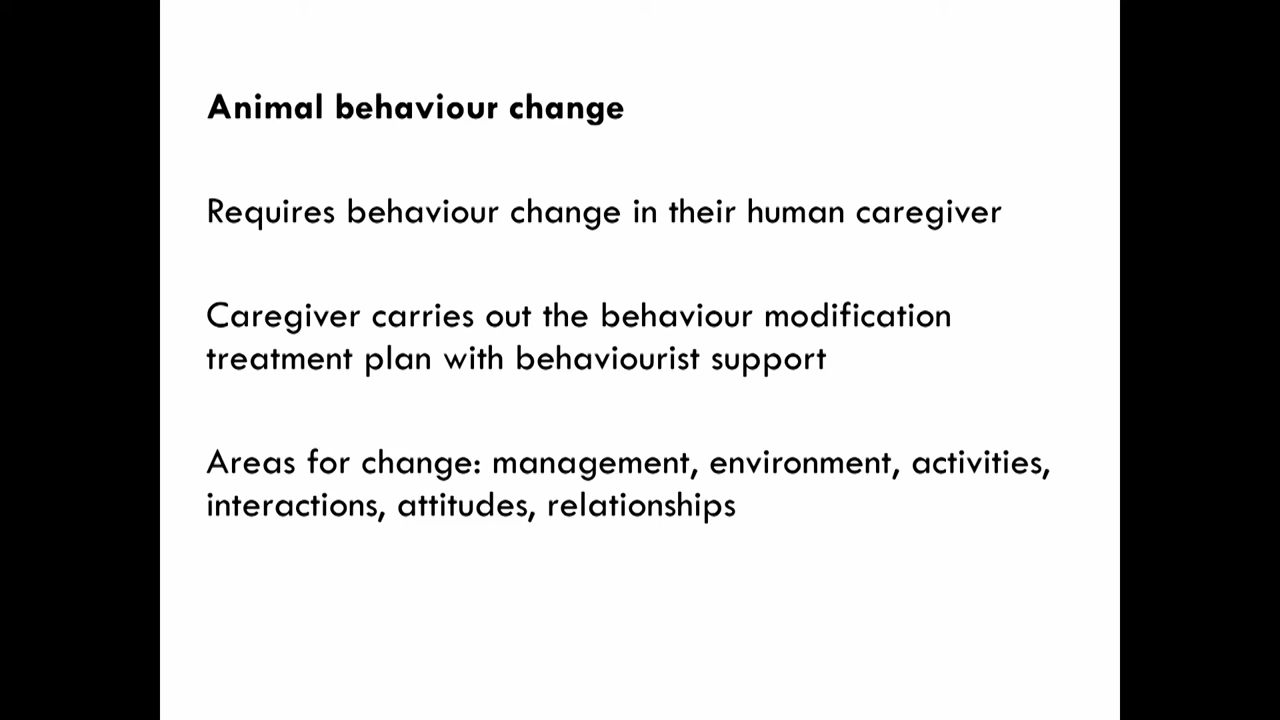 Animal behaviour change
Requires behaviour change in their human caregiver
Caregiver carries out the behaviour modification
treatment plan with behaviourist support
Areas for change: management, environment, activities,
interactions, attitudes, relationships